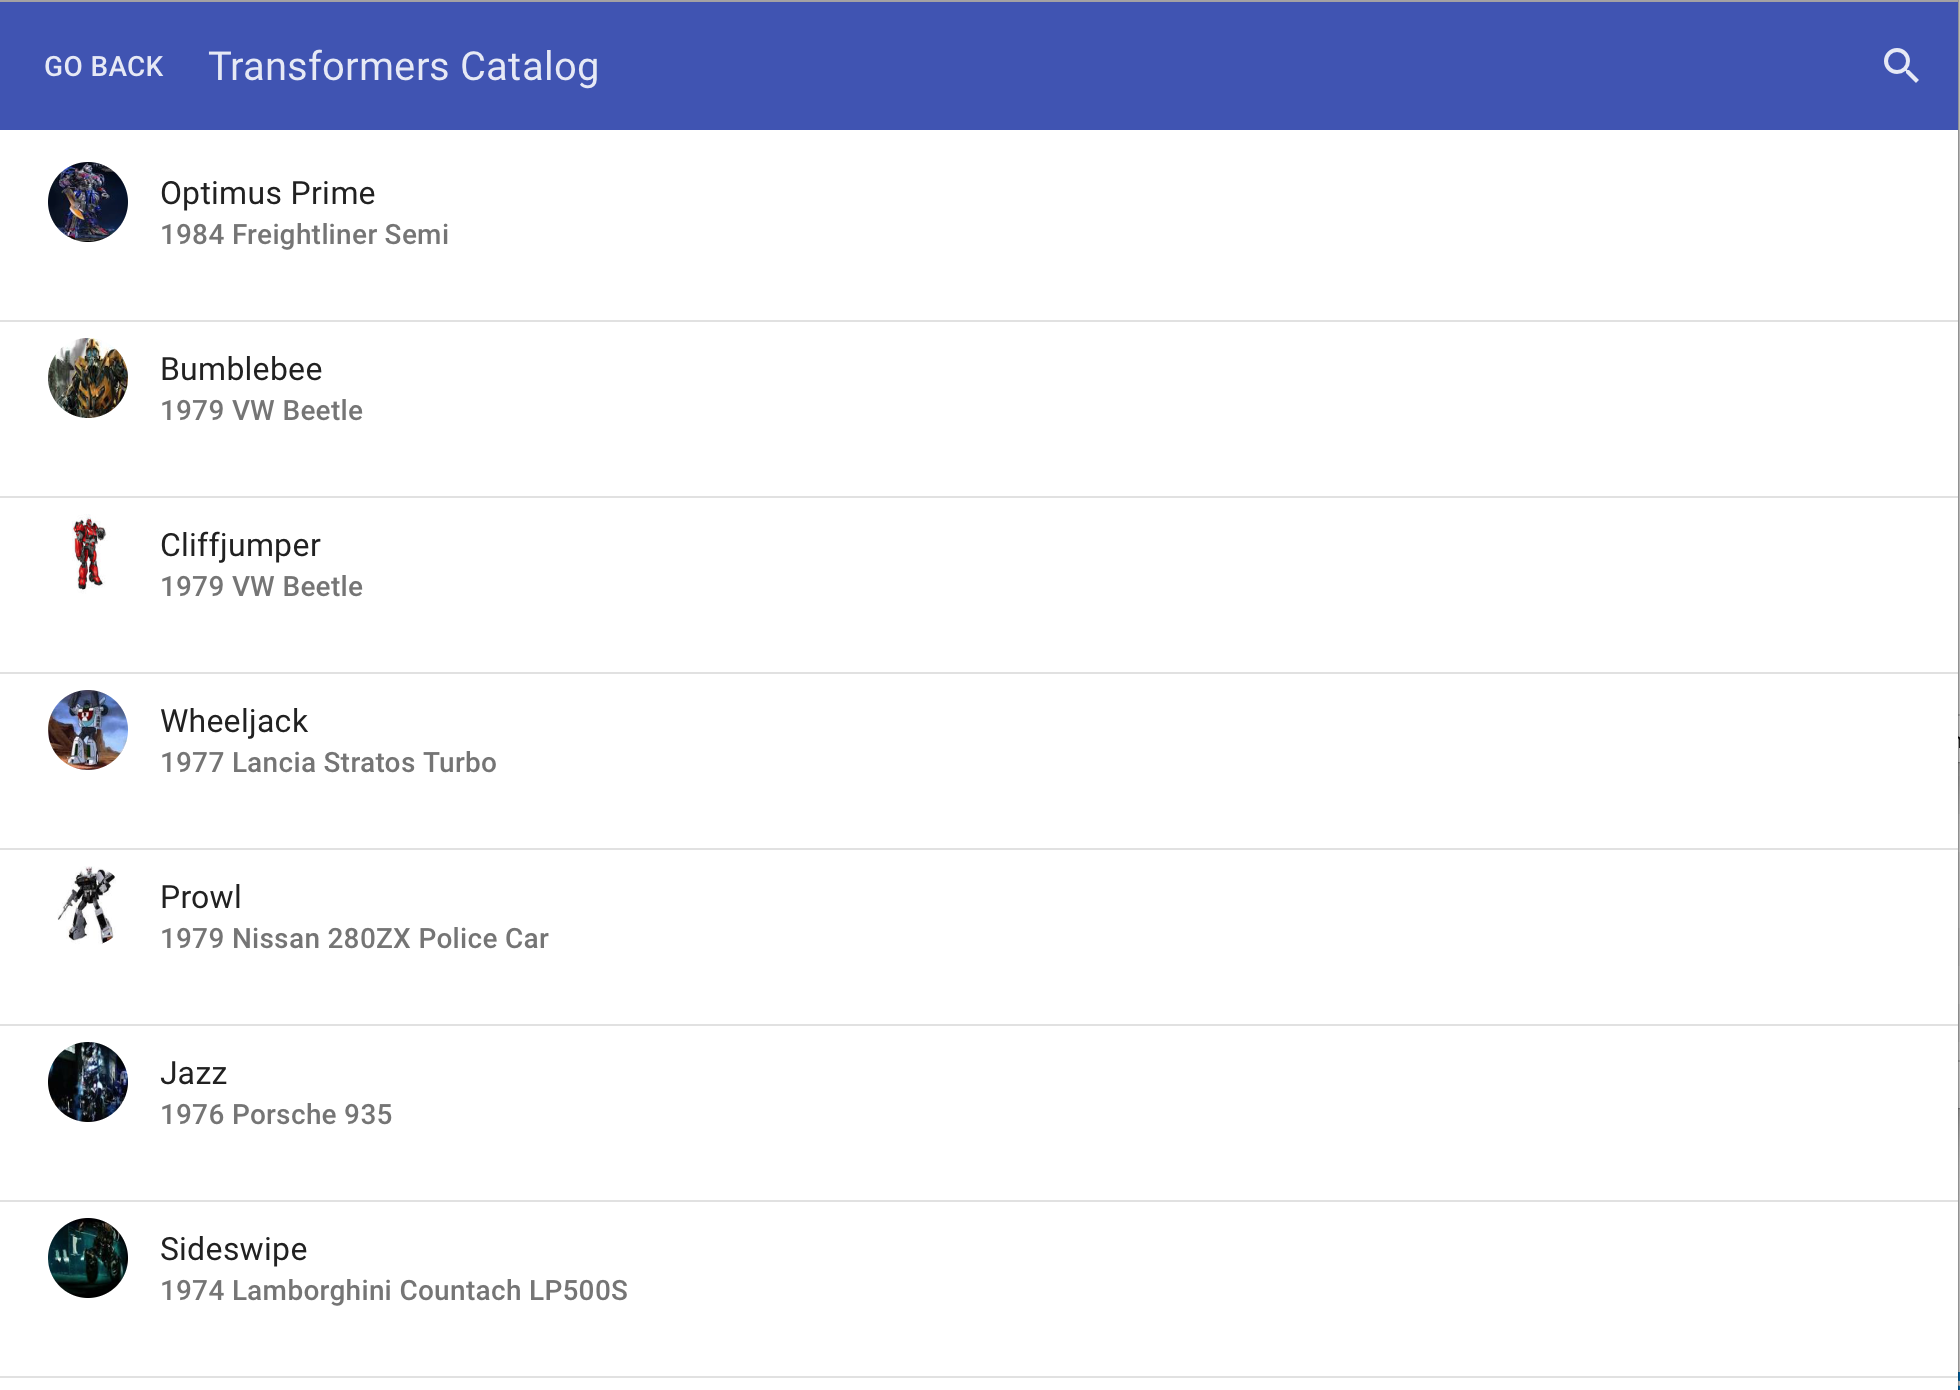 GO BACK Transformers Catalog
Optimus Prime
1984 Freightliner Semi
Bumblebee
1979 VW Beetle
Cliffjumper
1979 VW Beetle
Wheeljack
1977 Lancia Stratos Turbo
Prowl
1979 Nissan 280ZX Police Car
Jazz
1976 Porsche 935
Sideswipe
1974 Lamborghini Countach LP500S